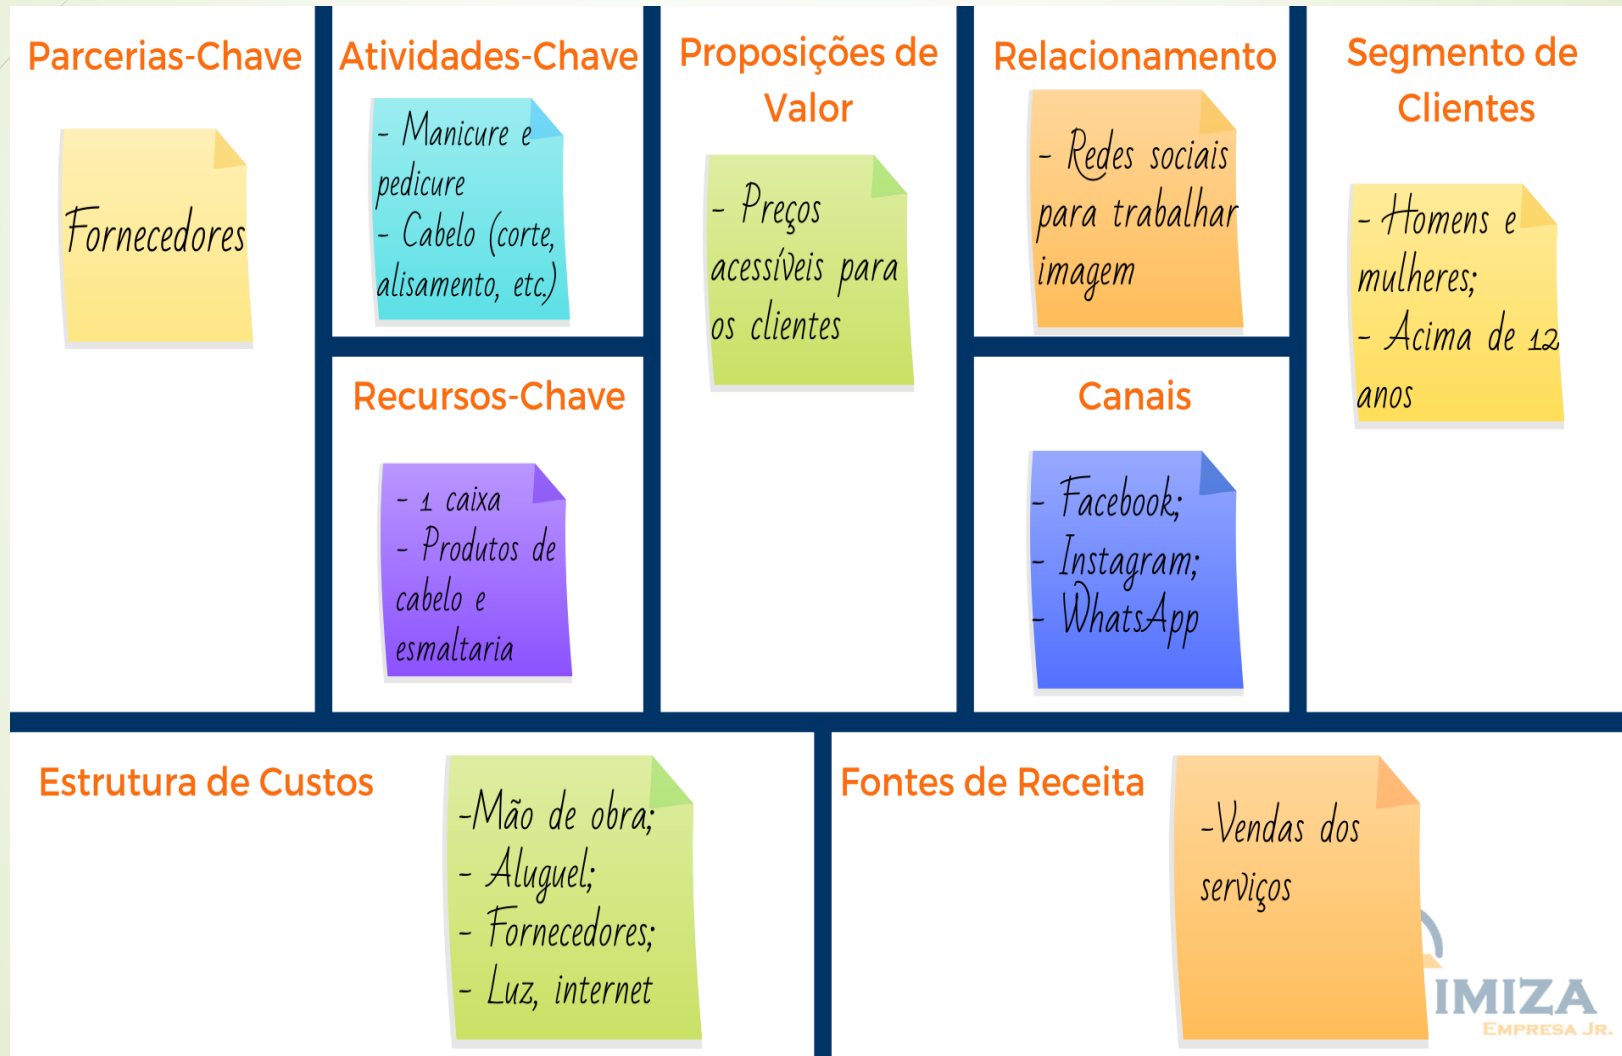 Parcerias-Chave
Fornecedores
Atividades-Chave
- Manicure e
pedicure
- Cabelo (corte,
alisamento, etc.)
Recursos-Chave
- 1 caixa
- Produtos de
cabelo e
esmaltaria
Proposições de
Valor
- Preços
acessíveis para
os clientes
Relacionamento
- Redes sociais
para trabalhar
imagem
Canais
- Facebook;
- Instagram;
- WhatsApp
Segmento de
Clientes
- Homens e
mulheres;
- Acima de 12
anos
Estrutura de Custos
-Mão de obra;
- Aluguel;
- Fornecedores;
- Luz, internet
Fontes de Receita
-Vendas dos
serviços
IMIZA
EMPRESA JR.